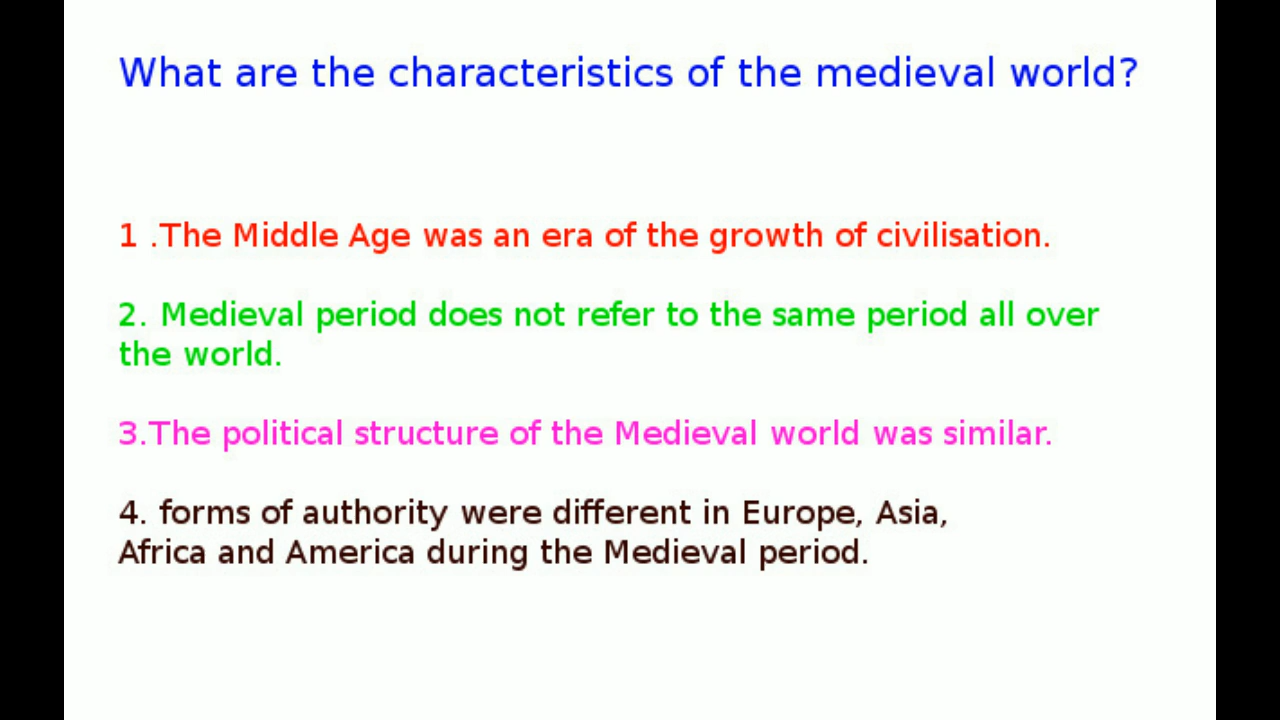 What are the characteristics of the medieval world?
1 .The Middle Age was an era of the growth of civilisation.
2. Medieval period does not refer to the same period all over
the world.
3.The political structure of the Medieval world was similar.
4. forms of authority were different in Europe, Asia,
Africa and America during the Medieval period.